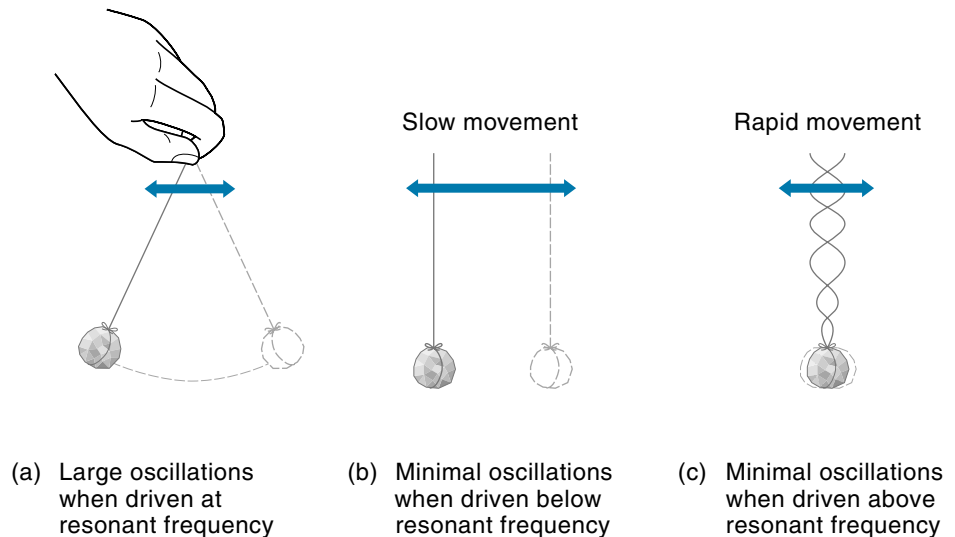 Slow movement
Rapid movement
(a) Large oscillations
when driven at
resonant frequency
(b) Minimal oscillations
when driven below
resonant frequency
(c) Minimal oscillations
when driven above
resonant frequency